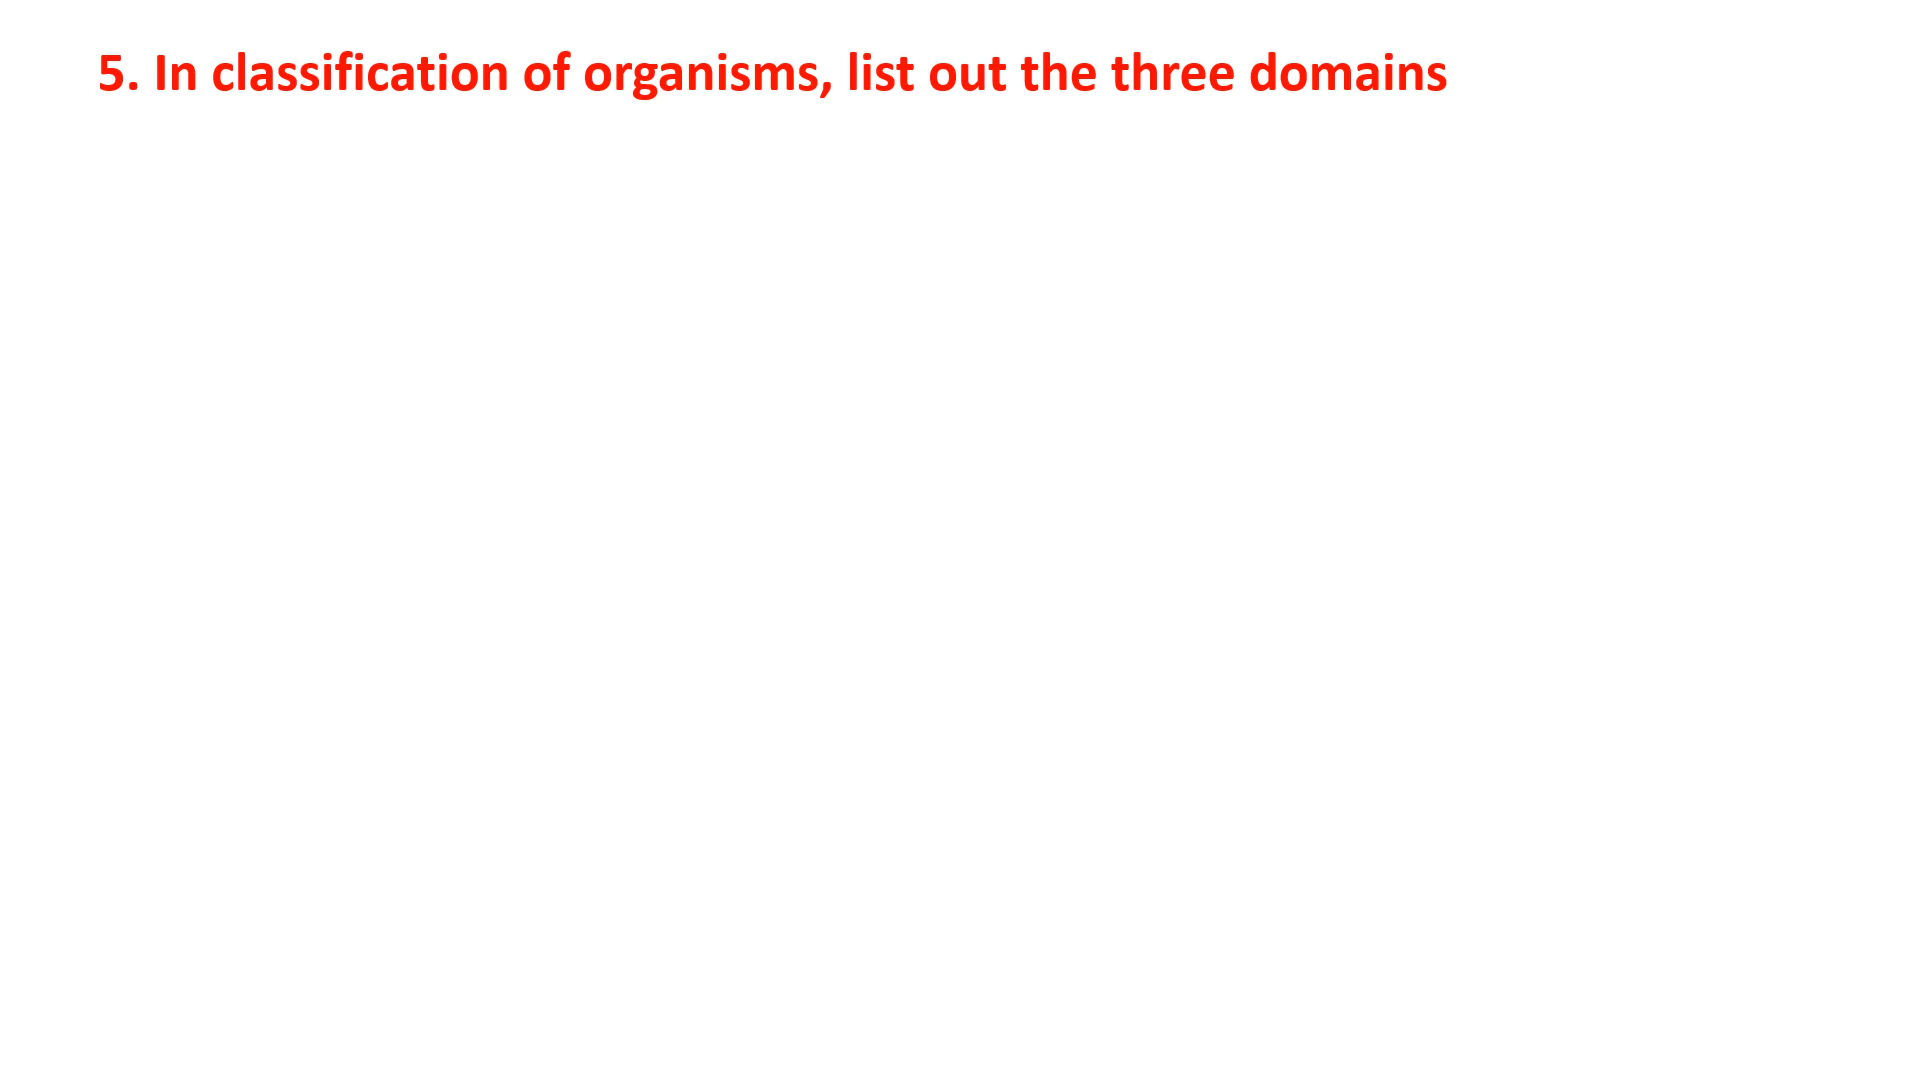 5. In classification of organisms, list out the three domains